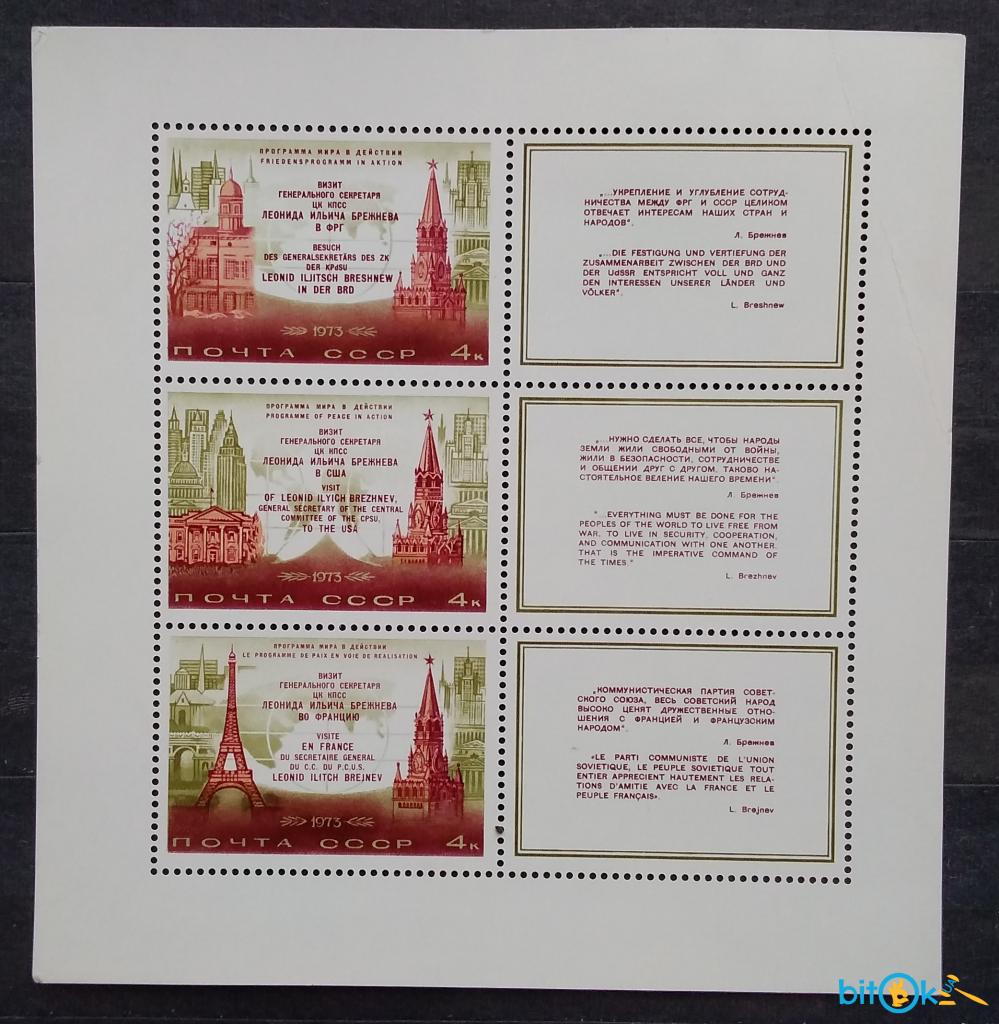 ПРОГРАММА МИРА В ДЕЙСТВИИ
FRIEDENSPROGRAMM IN AKTION
ВИЗИТ
ГЕНЕРАЛЬНОГО СЕКРЕТАРЯ
ЦК КПСС
ЛЕОНИДА ИЛЬИЧА БРЕЖНЕВА
В ФРГ
BESUCH
DES GENERALSEKRETÄRS DES ZK
DER KPdSU
LEONID ILJITSCH BRESHNEW
IN DER BRD
1973
ПОЧТА СССР 4к
„...УКРЕПЛЕНИЕ И УГЛУБЛЕНИЕ СОТРУД-
НИЧЕСТВА МЕЖДУ ФРГ И СССР ЦЕЛИКОМ
ОТВЕЧАЕТ ИНТЕРЕСАМ НАШИХ СТРАН И
НАРОДОВ“.
Л. Брежнев
„...DIE FESTIGUNG UND VERTIEFUNG DER
ZUSAMMENARBEIT ZWISCHEN DER BRD UND
DER UdSSR ENTSPRICHT VOLL UND GANZ
DEN INTERESSEN UNSERER LÄNDER UND
VÖLKER“.
L. Breshnew
ПРОГРАММА МИРА В ДЕЙСТВИИ
PROGRAMME OF PEACE IN ACTION
ВИЗИТ
ГЕНЕРАЛЬНОГО СЕКРЕТАРЯ
ЦК КПСС
ЛЕОНИДА ИЛЬИЧА БРЕЖНЕВА
В США
VISIT
OF LEONID ILYICH BREZHNEV,
GENERAL SECRETARY OF THE CENTRAL
COMMITTEE OF THE CPSU,
TO THE USA
1973
ПОЧТА СССР 4к
„...НУЖНО СДЕЛАТЬ ВСЕ, ЧТОБЫ НАРОДЫ
ЗЕМЛИ ЖИЛИ СВОБОДНЫМИ ОТ ВОЙНЫ,
ЖИЛИ В БЕЗОПАСНОСТИ, СОТРУДНИЧЕСТВЕ
И ОБЩЕНИИ ДРУГ С ДРУГОМ. ТАКОВО НА-
СТОЯТЕЛЬНОЕ ВЕЛЕНИЕ НАШЕГО ВРЕМЕНИ“.
Л. Брежнев
"...EVERYTHING MUST BE DONE FOR THE
PEOPLES OF THE WORLD TO LIVE FREE FROM
WAR, TO LIVE IN SECURITY, COOPERATION,
AND COMMUNICATION WITH ONE ANOTHER.
THAT IS THE IMPERATIVE COMMAND OF
THE TIMES."
L. Brezhnev
ПРОГРАММА МИРА В ДЕЙСТВИИ
LE PROGRAMME DE PAIX EN VOIE DE REALISATION
ВИЗИТ
ГЕНЕРАЛЬНОГО СЕКРЕТАРЯ
ЦК КПСС
ЛЕОНИДА ИЛЬИЧА БРЕЖНЕВА
ВО ФРАНЦИЮ
VISITE
EN FRANCE
DU SECRETAIRE GENERAL
DU C.C. DU P.C.U.S.
LEONID ILITCH BREJNEV
1973
ПОЧТА СССР 4к
„КОММУНИСТИЧЕСКАЯ ПАРТИЯ СОВЕТ-
СКОГО СОЮЗА, ВЕСЬ СОВЕТСКИЙ НАРОД
ВЫСОКО ЦЕНЯТ ДРУЖЕСТВЕННЫЕ ОТНО-
ШЕНИЯ С ФРАНЦИЕЙ И ФРАНЦУЗСКИМ
НАРОДОМ“.
Л. Брежнев
«LE PARTI COMMUNISTE DE L'UNION
SOVIETIQUE, LE PEUPLE SOVIETIQUE TOUT
ENTIER APPRECIENT HAUTEMENT LES RELA-
TIONS D'AMITIE AVEC LA FRANCE ET LE
PEUPLE FRANÇAIS».
L. Brejnev
bitOk UA